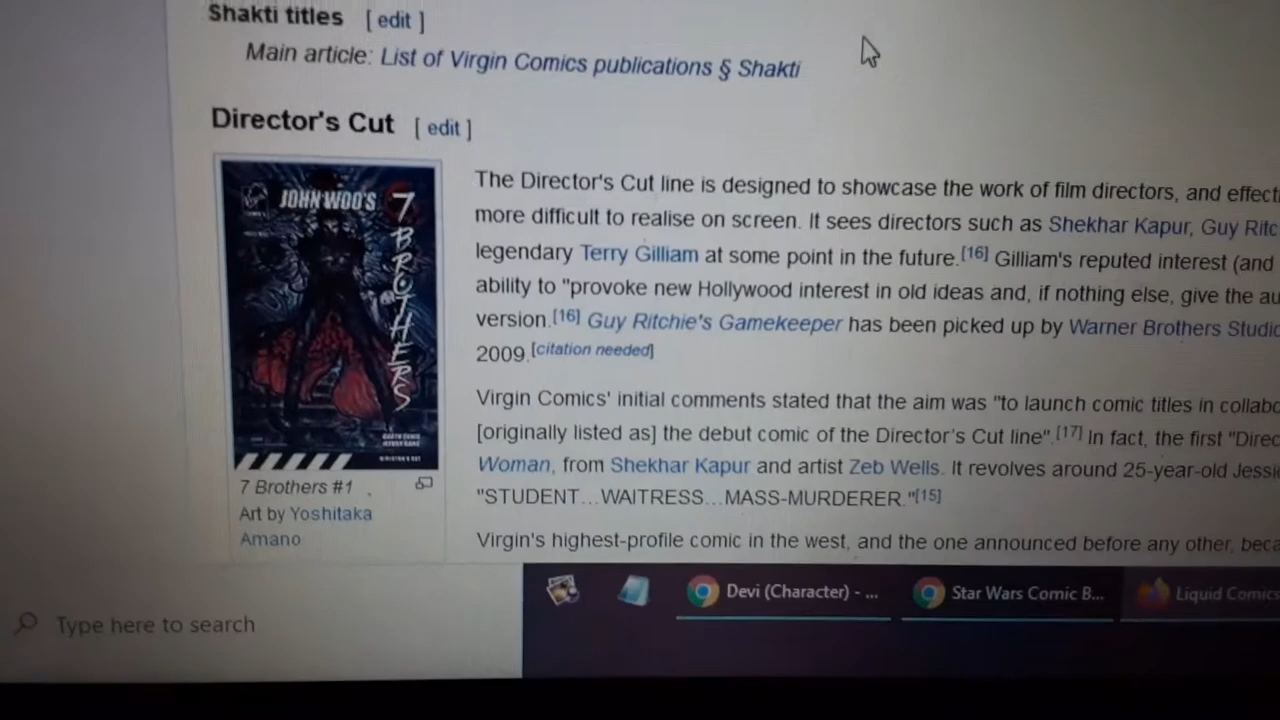 Shakti titles [ edit ]
Main article: List of Virgin Comics publications § Shakti
Director's Cut [ edit ]
JOHN WOO'S 7
BROTHERS
The Director's Cut line is designed to showcase the work of film directors, and effecti
more difficult to realise on screen. It sees directors such as Shekhar Kapur, Guy Ritc
legendary Terry Gilliam at some point in the future.[16] Gilliam's reputed interest (and
ability to "provoke new Hollywood interest in old ideas and, if nothing else, give the au
version.[16] Guy Ritchie's Gamekeeper has been picked up by Warner Brothers Studio
2009.[citation needed]
Virgin Comics' initial comments stated that the aim was "to launch comic titles in collabo
[originally listed as] the debut comic of the Director's Cut line".[17] In fact, the first "Direc
Woman, from Shekhar Kapur and artist Zeb Wells. It revolves around 25-year-old Jessi
"STUDENT...WAITRESS...MASS-MURDERER."[15]
Virgin's highest-profile comic in the west, and the one announced before any other, beca
7 Brothers #1
Art by Yoshitaka
Amano
Type here to search
Devi (Character) - ...
Star Wars Comic B...
Liquid Comics